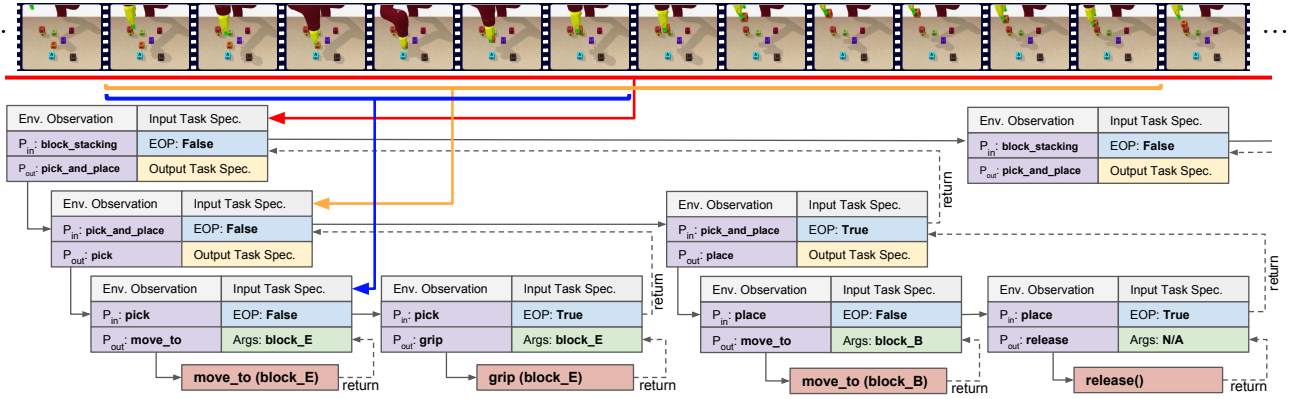 . ...
Env. Observation Input Task Spec.
P_in: block_stacking EOP: False
P_out: pick_and_place Output Task Spec.
Env. Observation Input Task Spec.
P_in: block_stacking EOP: False
P_out: pick_and_place Output Task Spec.
return
return
Env. Observation Input Task Spec.
P_in: pick_and_place EOP: False
P_out: pick Output Task Spec.
Env. Observation Input Task Spec.
P_in: pick_and_place EOP: True
P_out: place Output Task Spec.
return
return
Env. Observation Input Task Spec.
P_in: pick EOP: False
P_out: move_to Args: block_E
move_to (block_E)
return
Env. Observation Input Task Spec.
P_in: pick EOP: True
P_out: grip Args: block_E
grip (block_E)
return
Env. Observation Input Task Spec.
P_in: place EOP: False
P_out: move_to Args: block_B
move_to (block_B)
return
Env. Observation Input Task Spec.
P_in: place EOP: True
P_out: release Args: N/A
release()
return